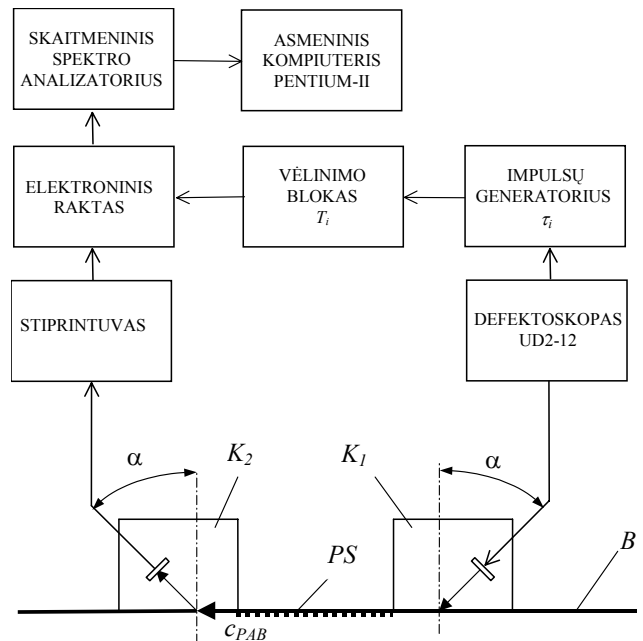 SKAITMENINIS
SPEKTRO
ANALIZATORIUS
ASMENINIS
KOMPIUTERIS
PENTIUM-II
ELEKTRONINIS
RAKTAS
VĖLINIMO
BLOKAS
Ti
IMPULSŲ
GENERATORIUS
τi
STIPRINTUVAS
DEFEKTOSKOPAS
UD2-12
α
K2
K1
α
PS
B
cPAB